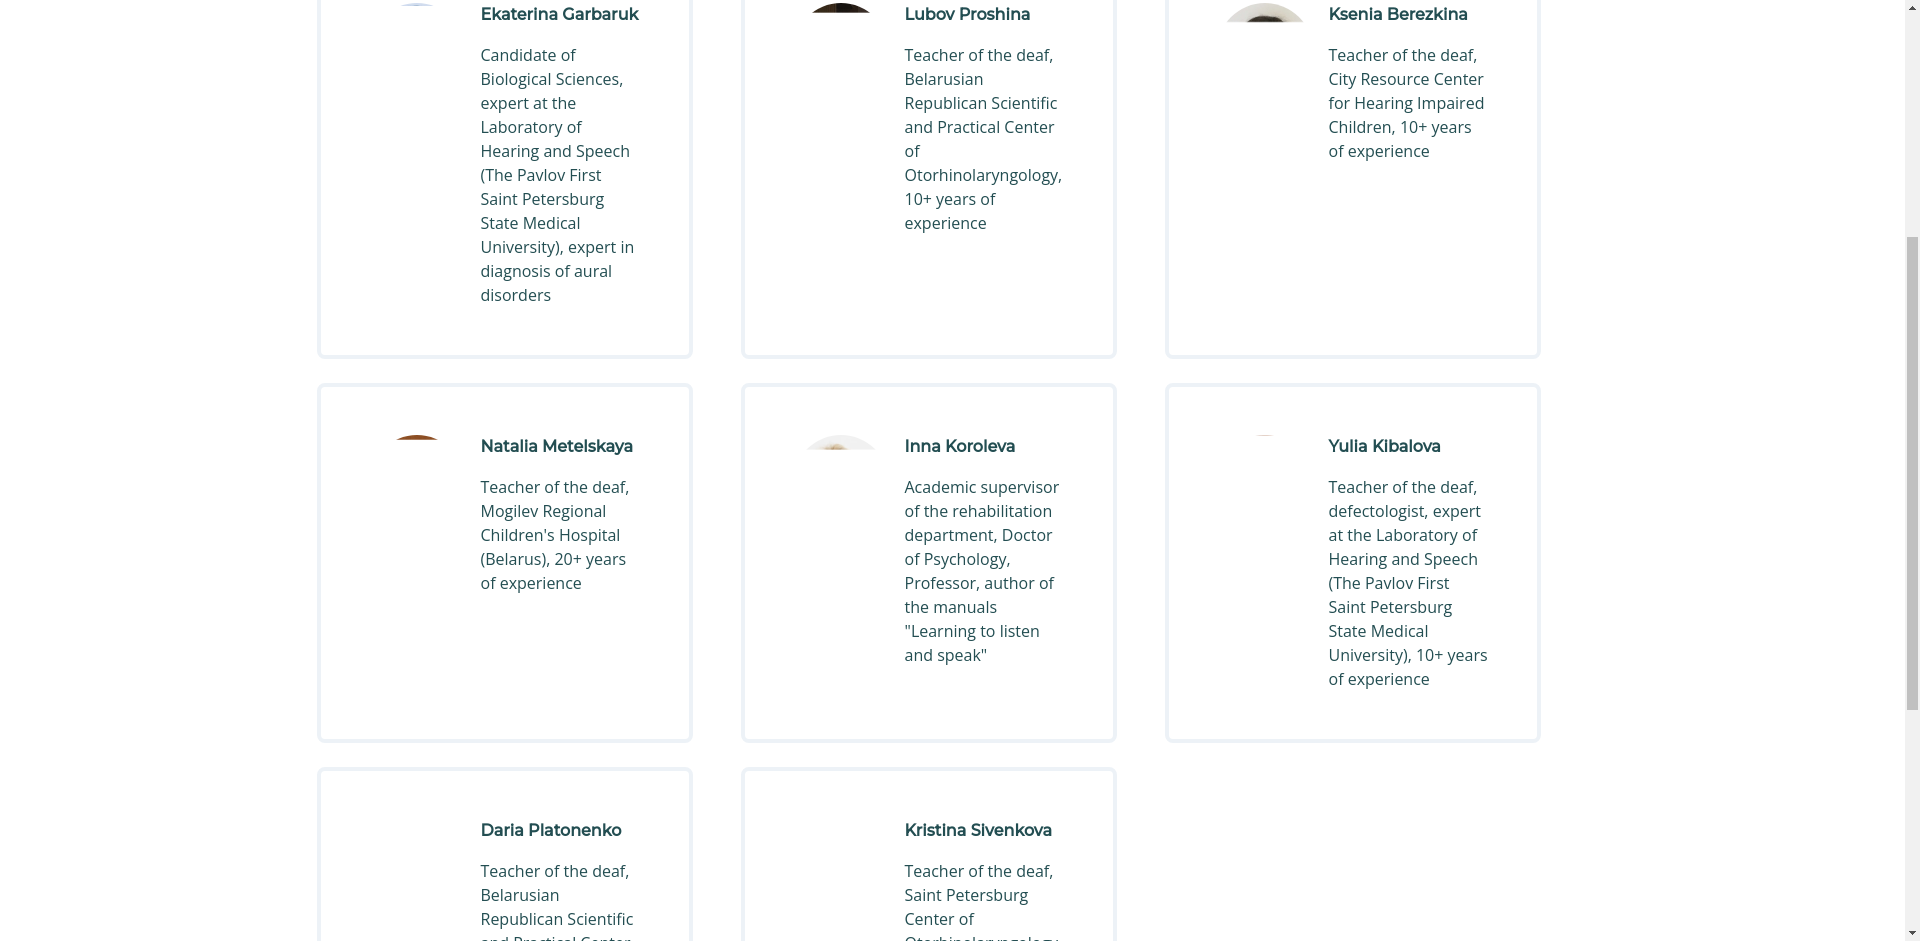 Ekaterina Garbaruk
Candidate of
Biological Sciences,
expert at the
Laboratory of
Hearing and Speech
(The Pavlov First
Saint Petersburg
State Medical
University), expert in
diagnosis of aural
disorders
Lubov Proshina
Teacher of the deaf,
Belarusian
Republican Scientific
and Practical Center
of
Otorhinolaryngology,
10+ years of
experience
Ksenia Berezkina
Teacher of the deaf,
City Resource Center
for Hearing Impaired
Children, 10+ years
of experience
Natalia Metelskaya
Teacher of the deaf,
Mogilev Regional
Children's Hospital
(Belarus), 20+ years
of experience
Inna Koroleva
Academic supervisor
of the rehabilitation
department, Doctor
of Psychology,
Professor, author of
the manuals
"Learning to listen
and speak"
Yulia Kibalova
Teacher of the deaf,
defectologist, expert
at the Laboratory of
Hearing and Speech
(The Pavlov First
Saint Petersburg
State Medical
University), 10+ years
of experience
Daria Platonenko
Teacher of the deaf,
Belarusian
Republican Scientific
and Practical Center
Kristina Sivenkova
Teacher of the deaf,
Saint Petersburg
Center of
Otorhinolaryngology